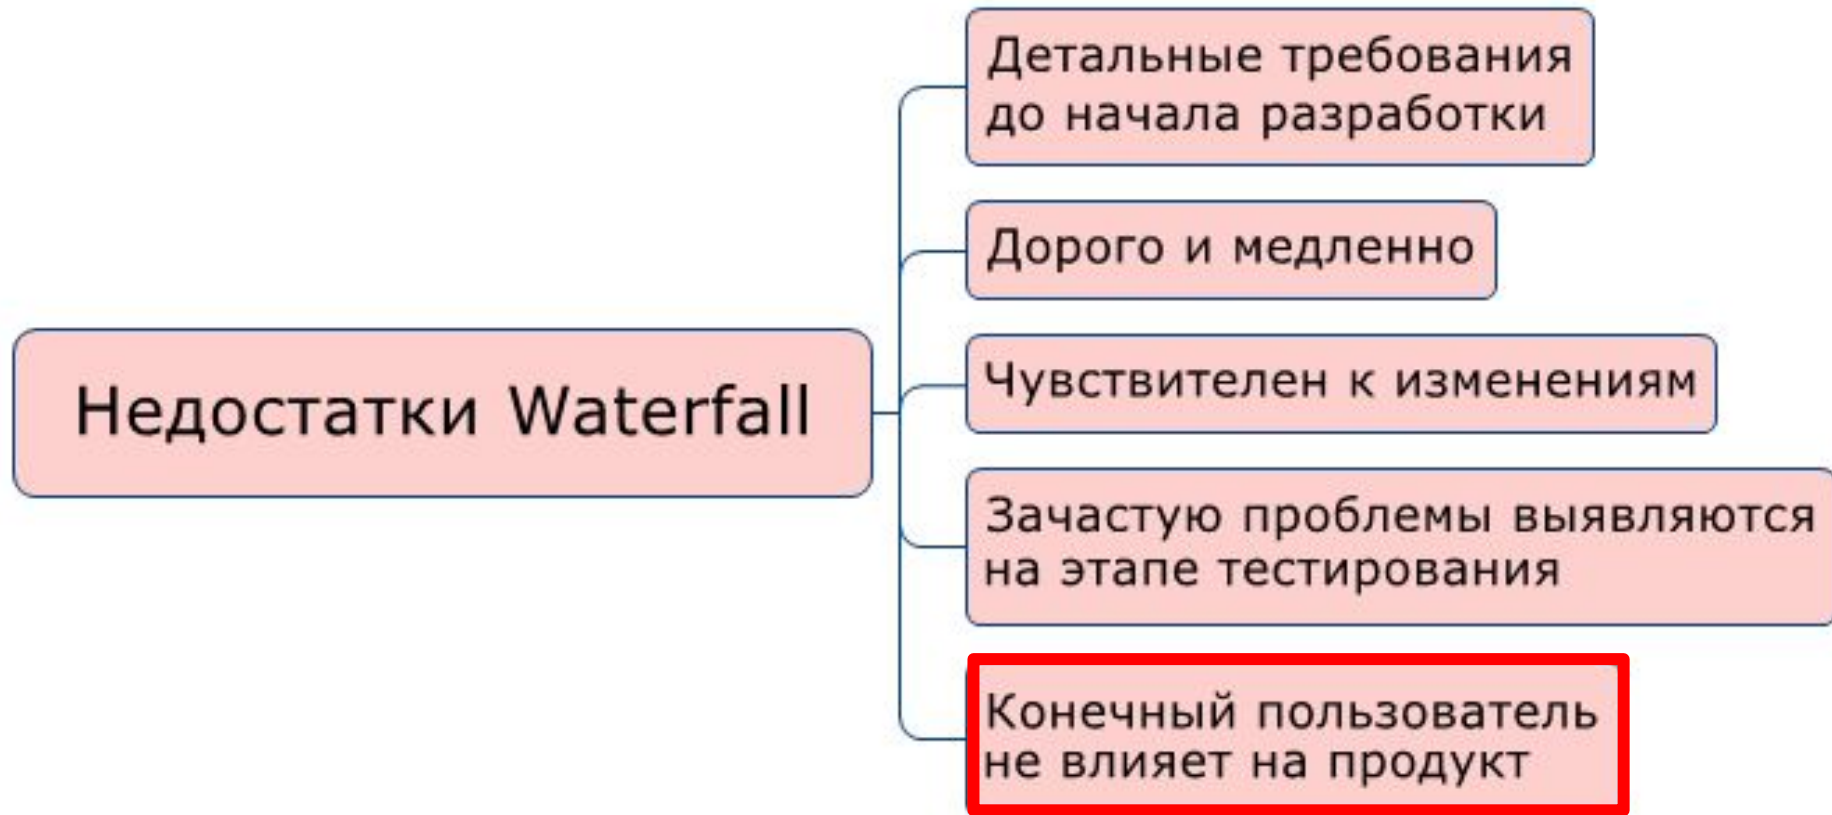 Недостатки Waterfall
Детальные требования
до начала разработки
Дорого и медленно
Чувствителен к изменениям
Зачастую проблемы выявляются
на этапе тестирования
Конечный пользователь
не влияет на продукт